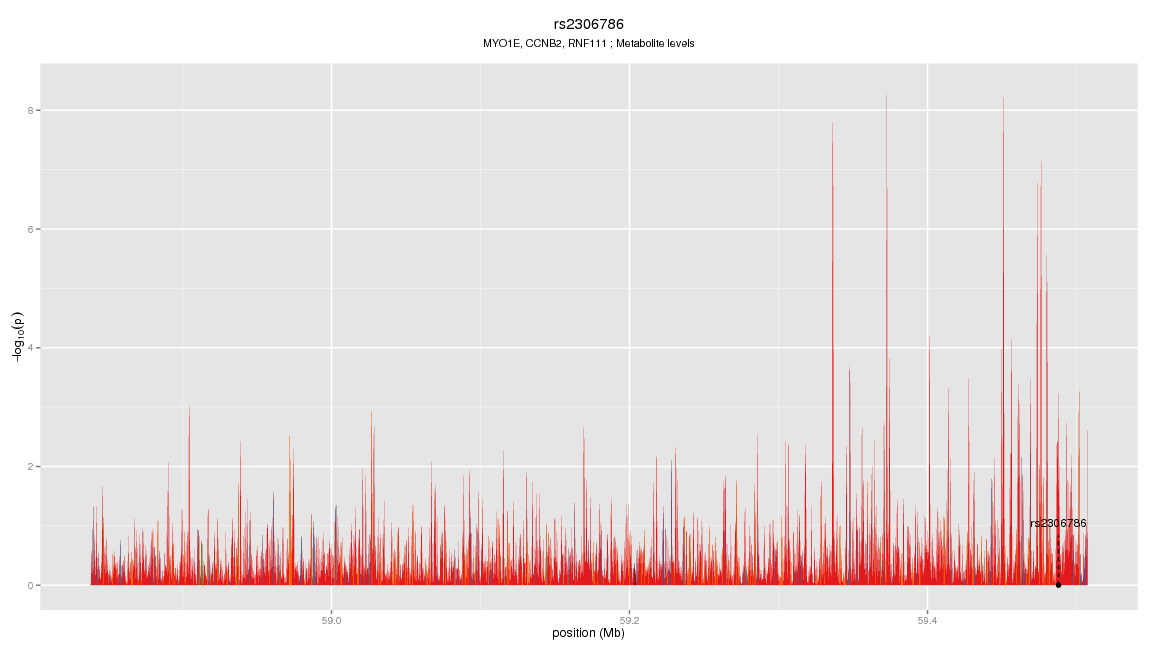 rs2306786
MYO1E, CCNB2, RNF111 ; Metabolite levels
8
6
4
2
0
−log10(p)
rs2306786
59.0
59.2
59.4
position (Mb)